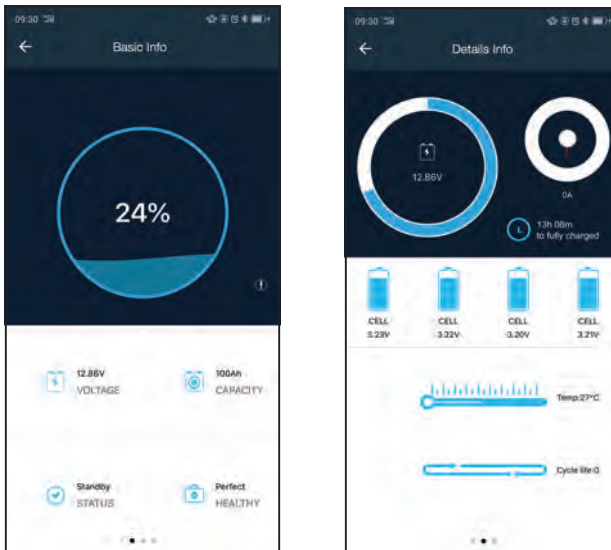 09:30
Basic Info
24%
12.86V
VOLTAGE
100Ah
CAPACITY
Standby
STATUS
Perfect
HEALTHY
09:30
Details Info
12.86V
0A
13h 08m
to fully charged
CELL
3.23V
CELL
3.22V
CELL
3.20V
CELL
3.21V
Temp:27°C
Cycle life:0